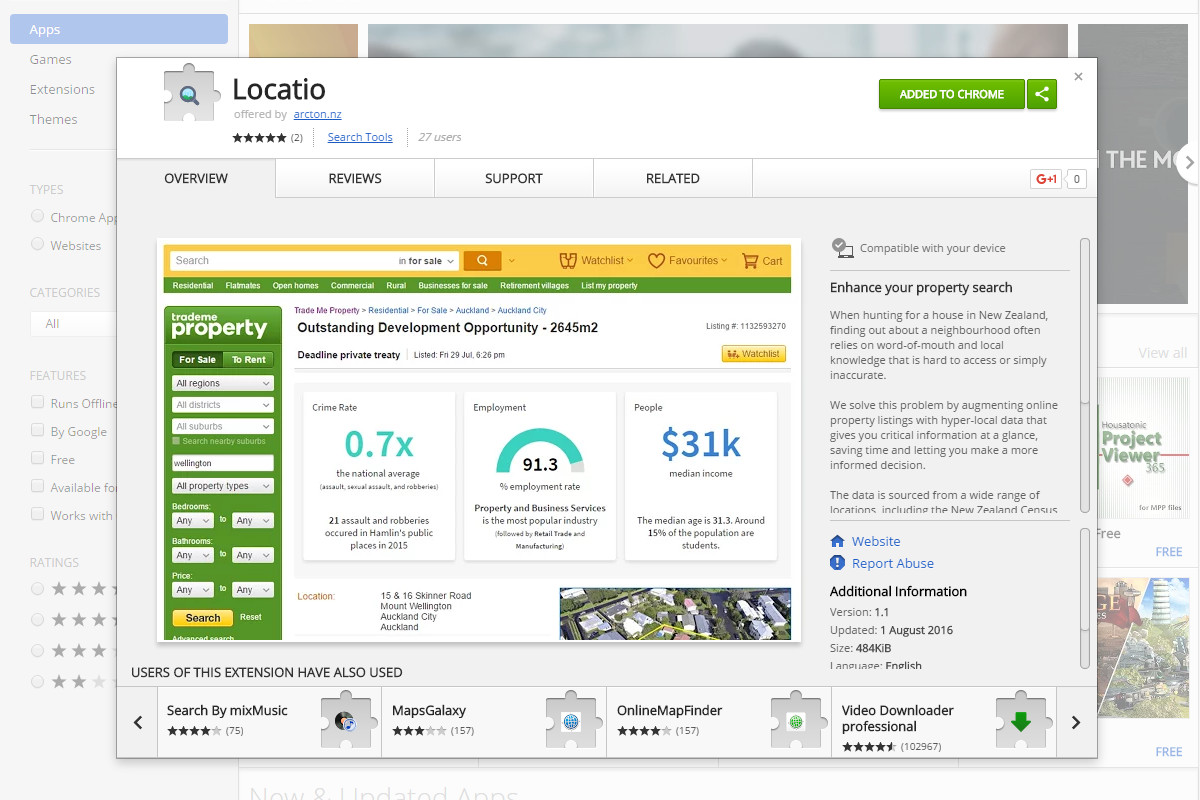 Apps
Games
Extensions
Themes
TYPES
Chrome App
Websites
CATEGORIES
All
FEATURES
Runs Offline
By Google
Free
Available fo
Works with
RATINGS
THE M
View all
Housatonic
Project
Viewer
365
for MPP files
Free
FREE
FREE
New & Updated Apps
Locatio
offered by arcton.nz
(2)
Search Tools
27 users
ADDED TO CHROME
OVERVIEW
REVIEWS
SUPPORT
RELATED
G+1
0
Search
in for sale
Watchlist
Favourites
Cart
Residential Flatmates Open homes Commercial Rural Businesses for sale Retirement villages List my property
trademe
property
For Sale To Rent
All regions
All districts
All suburbs
Search nearby suburbs
wellington
All property types
Bedrooms:
Any to Any
Bathrooms:
Any to Any
Price:
Any to Any
Search Reset
Advanced search
Trade Me Property > Residential > For Sale > Auckland > Auckland City
Outstanding Development Opportunity - 2645m2
Listing #: 1132593270
Deadline private treaty
Listed: Fri 29 Jul, 6:26 pm
Watchlist
Crime Rate
0.7x
the national average
(assault, sexual assault, and robberies)
21 assault and robberies
occured in Hamlin's public
places in 2015
Employment
91.3
% employment rate
Property and Business Services
is the most popular industry
(followed by Retail Trade and
Manufacturing)
People
$31k
median income
The median age is 31.3. Around
15% of the population are
students.
Location:
15 & 16 Skinner Road
Mount Wellington
Auckland City
Auckland
Compatible with your device
Enhance your property search
When hunting for a house in New Zealand,
finding out about a neighbourhood often
relies on word-of-mouth and local
knowledge that is hard to access or simply
inaccurate.
We solve this problem by augmenting online
property listings with hyper-local data that
gives you critical information at a glance,
saving time and letting you make a more
informed decision.
The data is sourced from a wide range of
locations, including the New Zealand Census
Website
Report Abuse
Additional Information
Version: 1.1
Updated: 1 August 2016
Size: 484KiB
Language: English
USERS OF THIS EXTENSION HAVE ALSO USED
Search By mixMusic
(75)
MapsGalaxy
(157)
OnlineMapFinder
(157)
Video Downloader
professional
(102967)